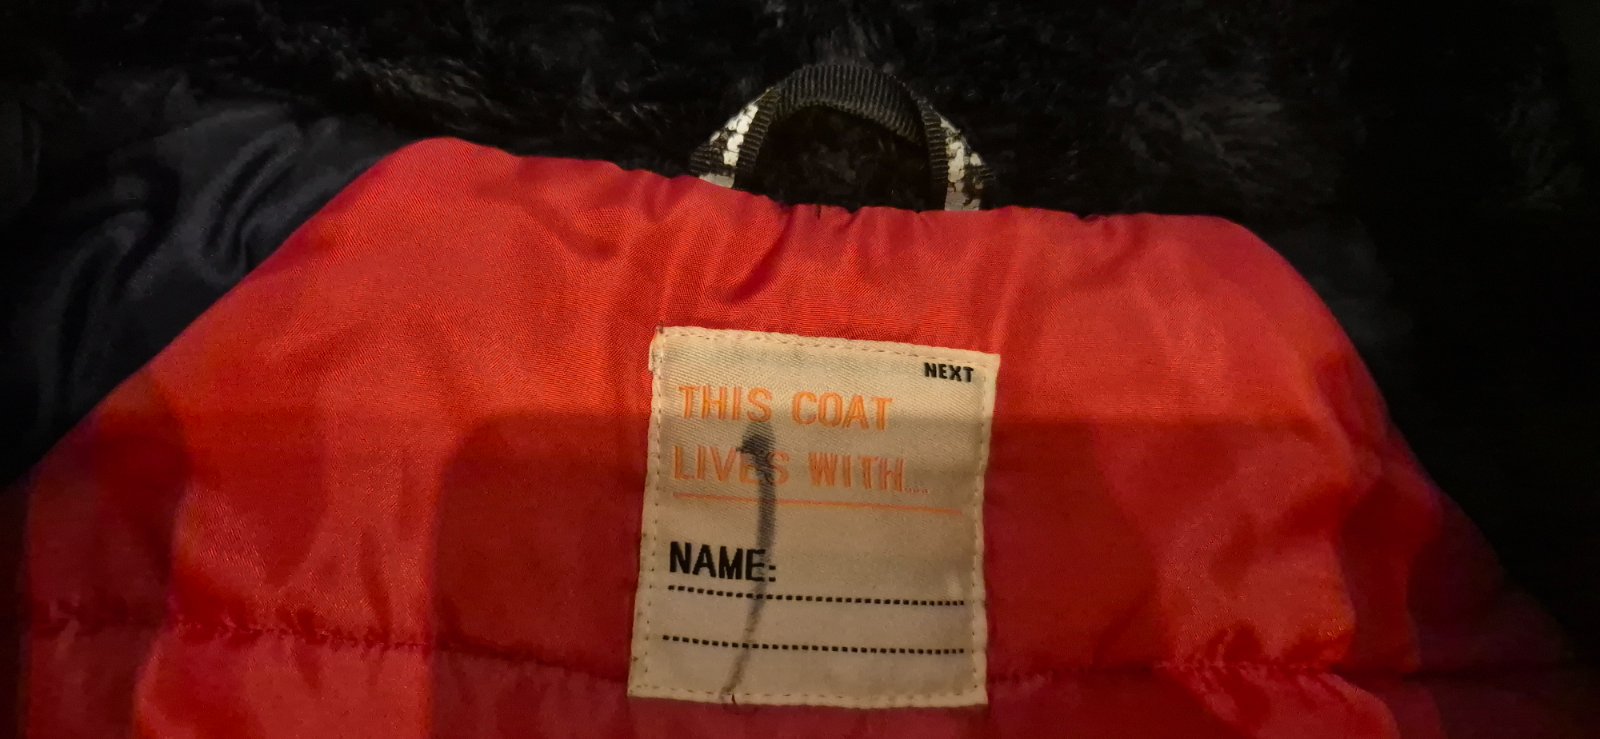 NEXT
THIS COAT
LIVES WITH...
NAME: